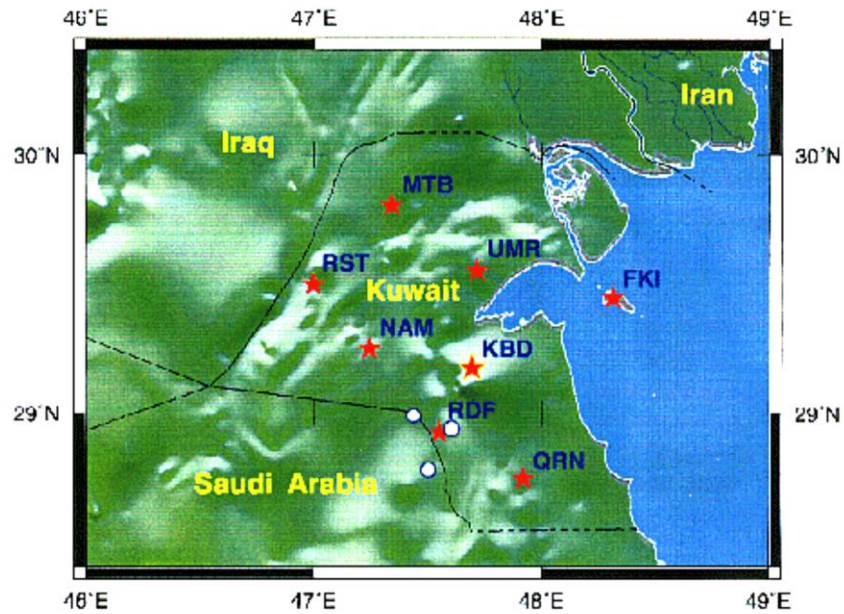 46°E 47°E 48°E 49°E
Iran
Iraq
30°N 30°N
MTB
UMR
RST
FKI
Kuwait
NAM
KBD
29°N 29°N
RDF
QRN
Saudi Arabia
46°E 47°E 48°E 49°E